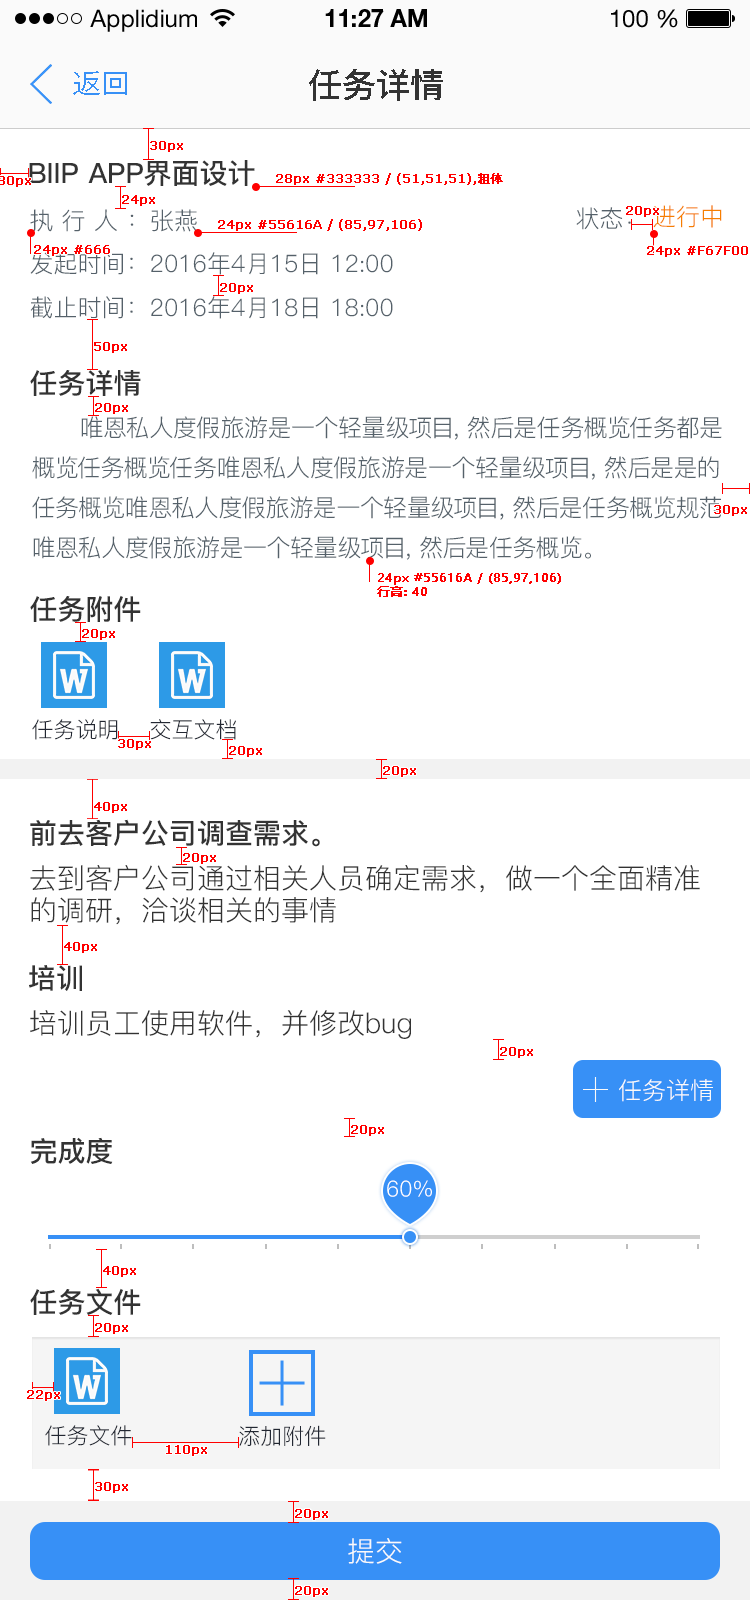 ●●●○○ Applidium 11:27 AM 100 %
返回 任务详情
30px
30px
BIIP APP界面设计
28px #333333 / (51,51,51),粗体
24px
执 行 人 ： 张燕
24px #55616A / (85,97,106)
状态：
20px
进行中
24px #666
24px #F67F00
发起时间：2016年4月15日 12:00
20px
截止时间：2016年4月18日 18:00
50px
任务详情
20px
唯恩私人度假旅游是一个轻量级项目, 然后是任务概览任务都是
概览任务概览任务唯恩私人度假旅游是一个轻量级项目, 然后是是的
任务概览唯恩私人度假旅游是一个轻量级项目, 然后是任务概览规范
30px
唯恩私人度假旅游是一个轻量级项目, 然后是任务概览。
24px #55616A / (85,97,106)
行高: 40
任务附件
20px
W W
任务说明 交互文档
30px
20px
20px
40px
前去客户公司调查需求。
20px
去到客户公司通过相关人员确定需求，做一个全面精准
的调研，洽谈相关的事情
40px
培训
培训员工使用软件，并修改bug
20px
任务详情
20px
完成度
60%
40px
任务文件
20px
W
22px
任务文件 添加附件
110px
30px
20px
提交
20px